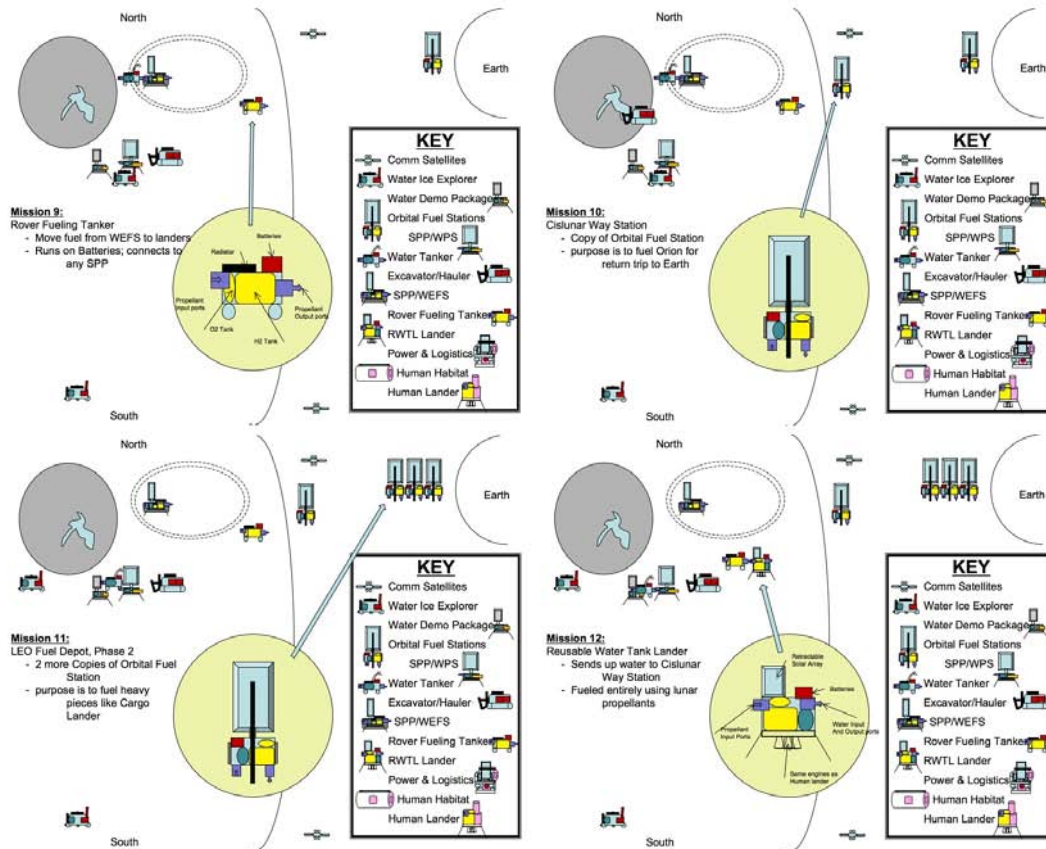 North
Earth
KEY
Comm Satellites
Water Ice Explorer
Water Demo Package
Orbital Fuel Stations
SPP/WPS
Water Tanker
Excavator/Hauler
SPP/WEFS
Rover Fueling Tanker
RWTL Lander
Power & Logistics
Human Habitat
Human Lander
Mission 9:
Rover Fueling Tanker
- Move fuel from WEFS to landers
- Runs on Batteries; connects to
any SPP
Radiator
Batteries
Propellant
Input ports
Propellant
Output ports
O2 Tank
H2 Tank
South
North
Earth
KEY
Comm Satellites
Water Ice Explorer
Water Demo Package
Orbital Fuel Stations
SPP/WPS
Water Tanker
Excavator/Hauler
SPP/WEFS
Rover Fueling Tanker
RWTL Lander
Power & Logistics
Human Habitat
Human Lander
Mission 10:
Cislunar Way Station
- Copy of Orbital Fuel Station
- purpose is to fuel Orion for
return trip to Earth
South
North
Earth
KEY
Comm Satellites
Water Ice Explorer
Water Demo Package
Orbital Fuel Stations
SPP/WPS
Water Tanker
Excavator/Hauler
SPP/WEFS
Rover Fueling Tanker
RWTL Lander
Power & Logistics
Human Habitat
Human Lander
Mission 11:
LEO Fuel Depot, Phase 2
- 2 more Copies of Orbital Fuel
Station
- purpose is to fuel heavy
pieces like Cargo
Lander
South
North
Earth
KEY
Comm Satellites
Water Ice Explorer
Water Demo Package
Orbital Fuel Stations
SPP/WPS
Water Tanker
Excavator/Hauler
SPP/WEFS
Rover Fueling Tanker
RWTL Lander
Power & Logistics
Human Habitat
Human Lander
Mission 12:
Reusable Water Tank Lander
- Sends up water to Cislunar
Way Station
- Fueled entirely using lunar
propellants
Retractable
Solar Array
Batteries
Propellant
Input Ports
Water Input
And Output ports
Same engines as
Human lander
South